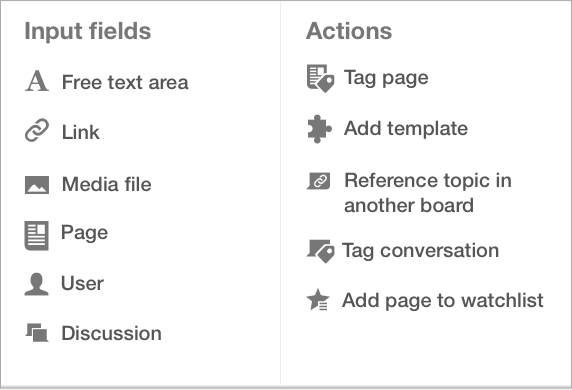 Input fields
Free text area
Link
Media file
Page
User
Discussion
Actions
Tag page
Add template
Reference topic in
another board
Tag conversation
Add page to watchlist